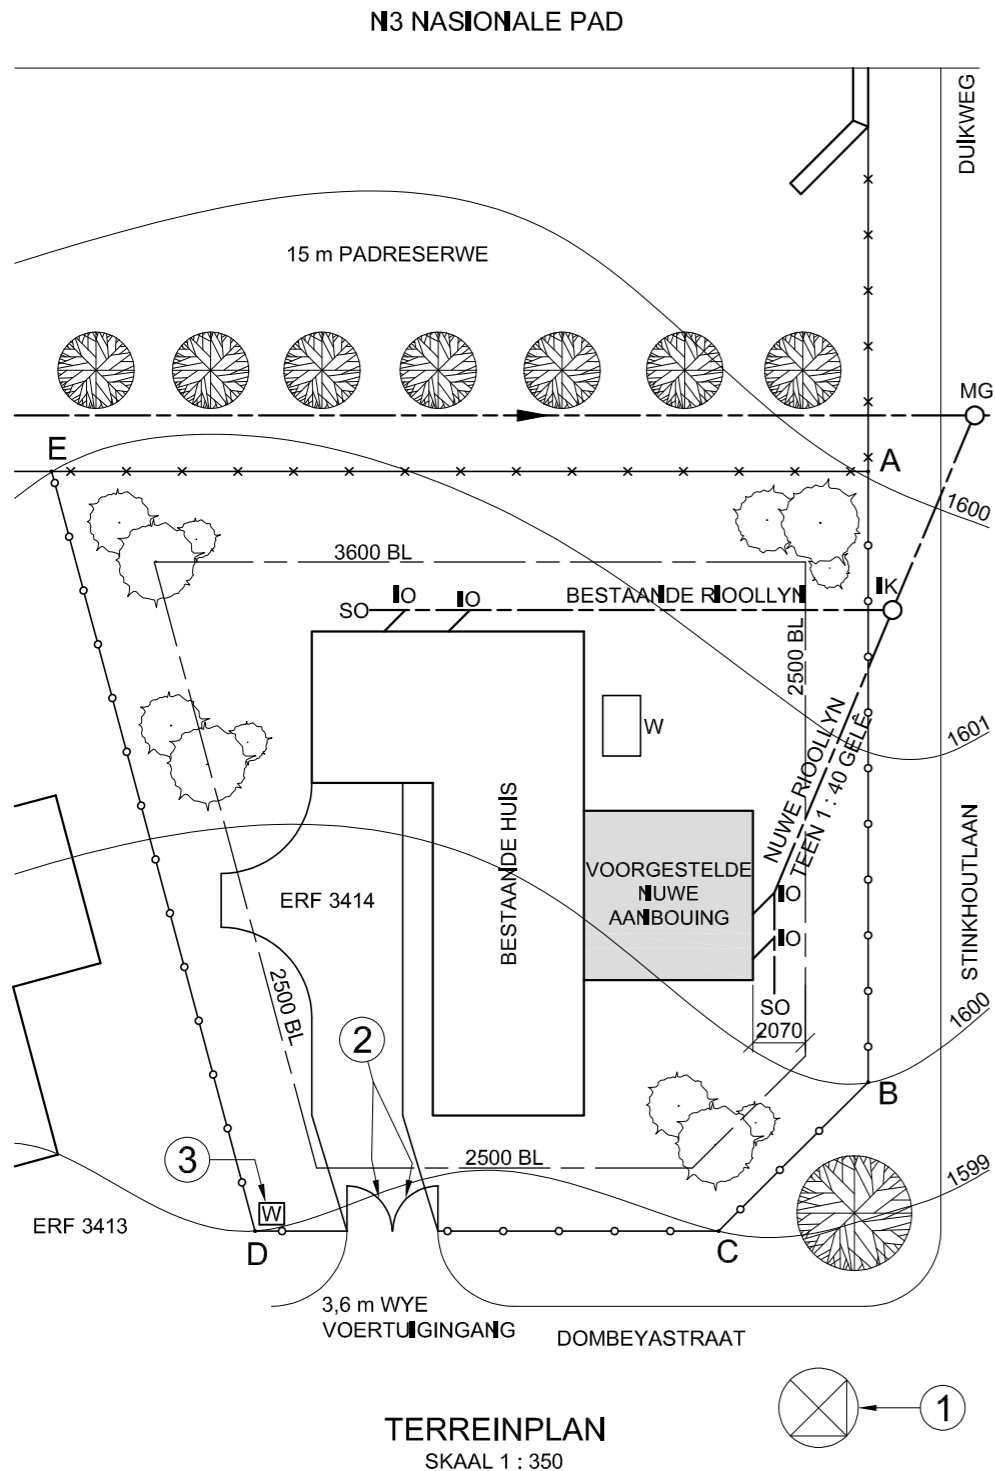 N3 NASIONALE PAD
DUIKWEG
15 m PADRESERWE
MG
E
A
1600
3600 BL
IO
IO
SO
BESTAANDE RIOOLLYN
IK
2500 BL
W
1601
NUWE RIOOLLYN
TEEN 1 : 40 GELÊ
BESTAANDE HUIS
VOORGESTELDE
NUWE
AANBOUING
IO
IO
ERF 3414
STINKHOUTLAAN
2500 BL
SO
2070
1600
2
B
3
2500 BL
1599
W
ERF 3413
D
C
3,6 m WYE
VOERTUIGINGANG
DOMBEYASTRAAT
1
TERREINPLAN
SKAAL 1 : 350